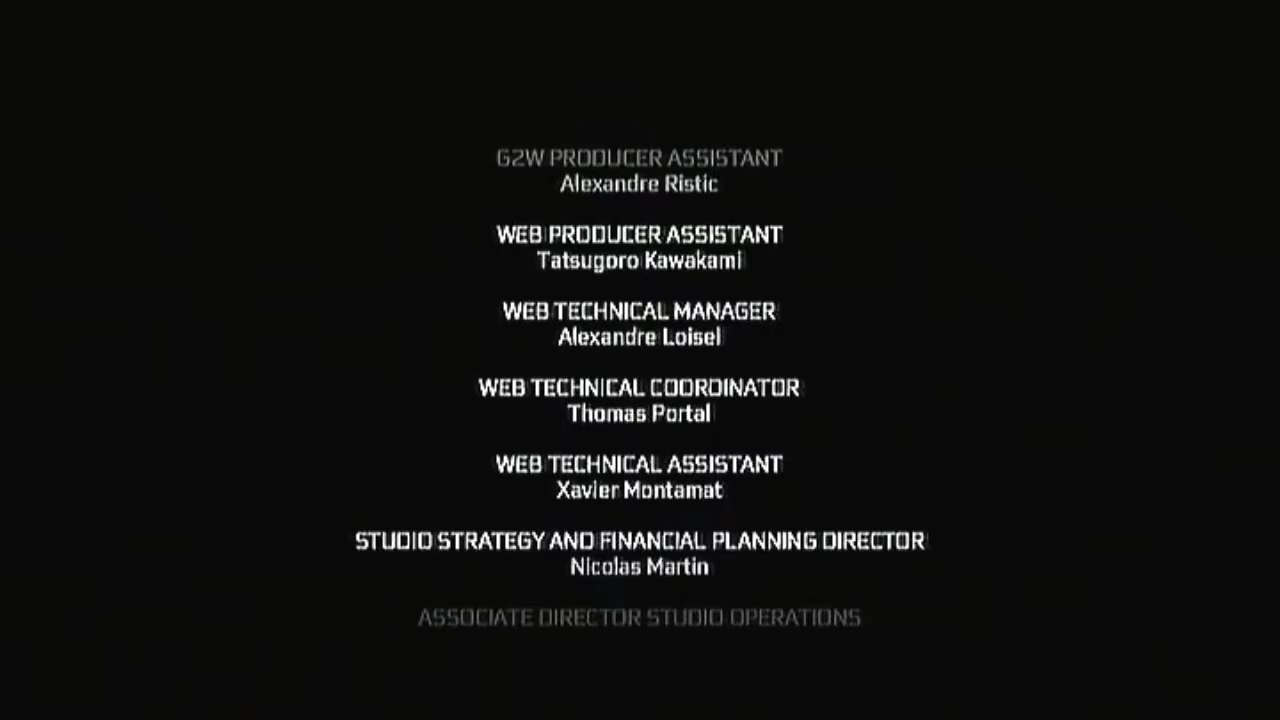 G2W PRODUCER ASSISTANT
Alexandre Ristic
WEB PRODUCER ASSISTANT
Tatsugoro Kawakami
WEB TECHNICAL MANAGER
Alexandre Loisel
WEB TECHNICAL COORDINATOR
Thomas Portal
WEB TECHNICAL ASSISTANT
Xavier Montamat
STUDIO STRATEGY AND FINANCIAL PLANNING DIRECTOR
Nicolas Martin
ASSOCIATE DIRECTOR STUDIO OPERATIONS